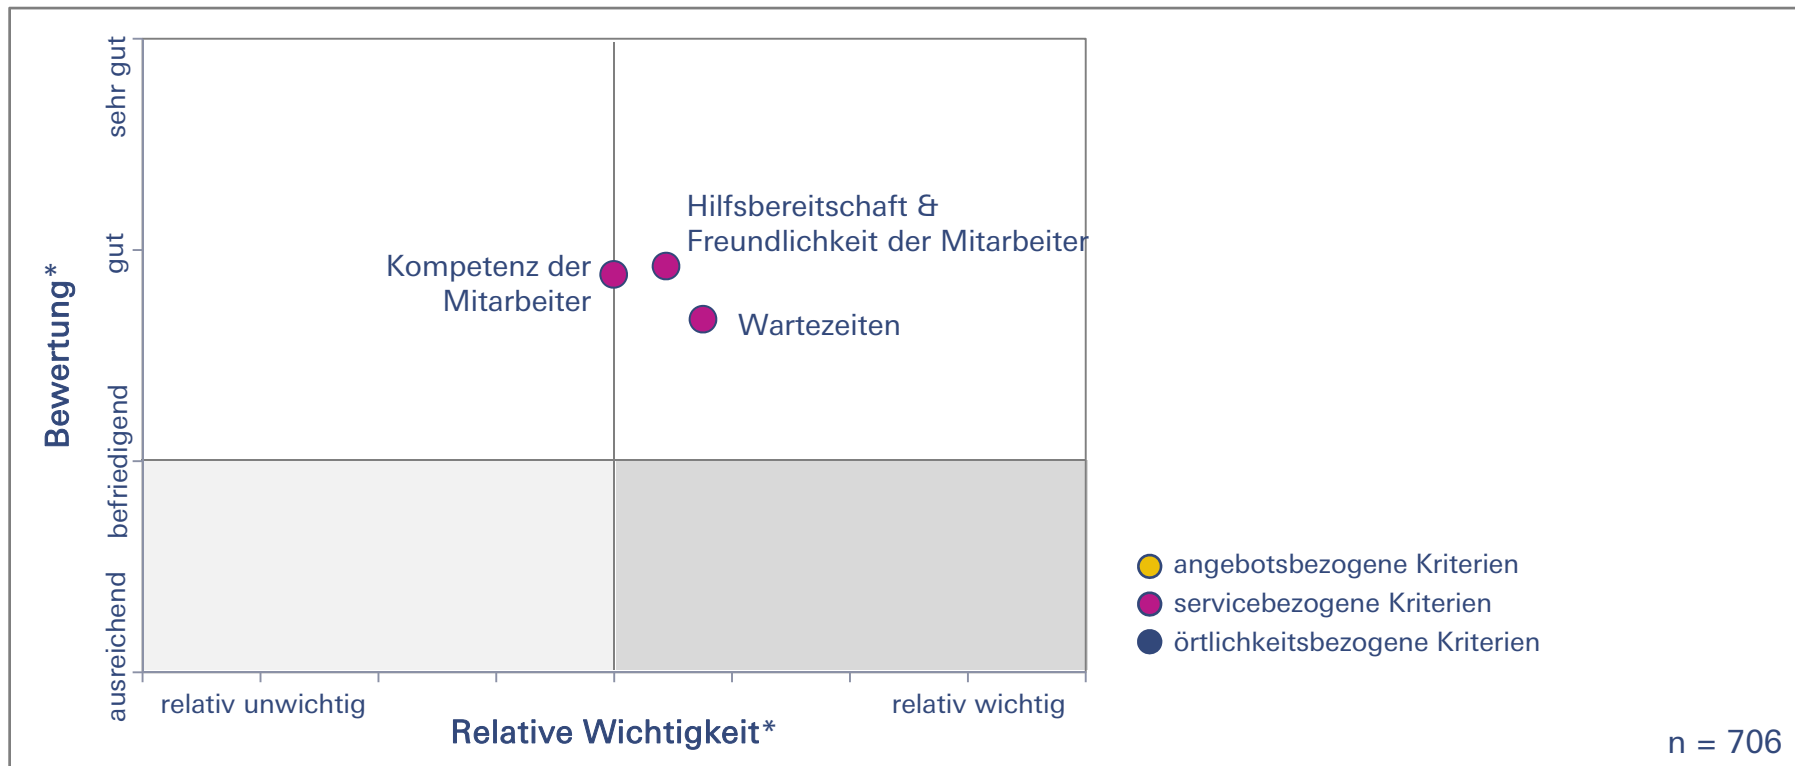 sehr gut
gut
befriedigend
ausreichend
Bewertung*
Hilfsbereitschaft &
Freundlichkeit der Mitarbeiter
Kompetenz der
Mitarbeiter
Wartezeiten
relativ unwichtig
relativ wichtig
Relative Wichtigkeit*
angebotsbezogene Kriterien
servicebezogene Kriterien
örtlichkeitsbezogene Kriterien
n = 706